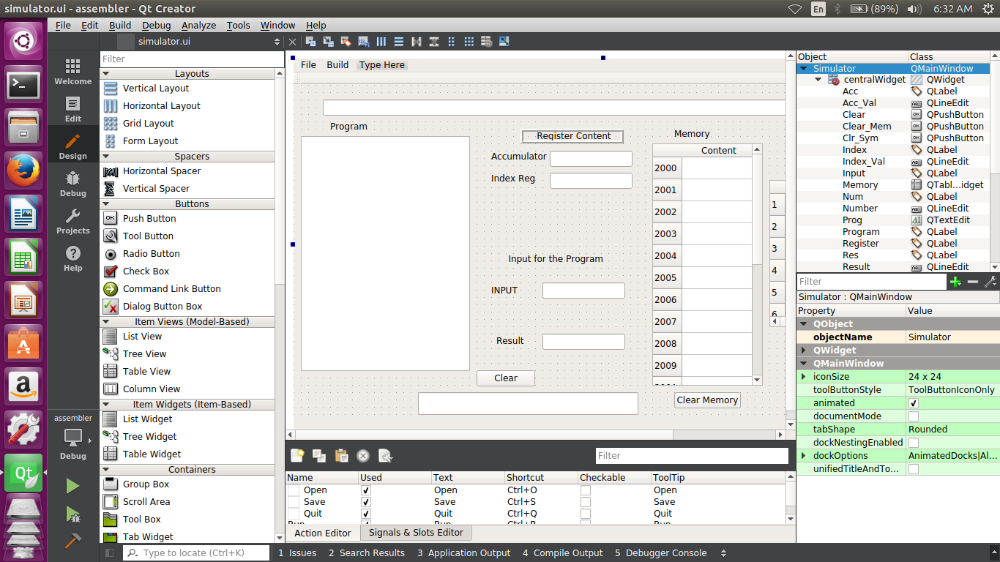 simulator.ui - assembler - Qt Creator
En
(89%)
6:32 AM
File Edit Build Debug Analyze Tools Window Help
simulator.ui
Welcome
Edit
Design
Debug
Projects
Help
assembler
Debug
Qt
Filter
Layouts
Vertical Layout
Horizontal Layout
Grid Layout
Form Layout
Spacers
Horizontal Spacer
Vertical Spacer
Buttons
OK Push Button
Tool Button
Radio Button
Check Box
Command Link Button
Dialog Button Box
Item Views (Model-Based)
List View
Tree View
Table View
Column View
Item Widgets (Item-Based)
List Widget
Tree Widget
Table Widget
Containers
Group Box
Scroll Area
Tool Box
Tab Widget
File Build Type Here
Program
Register Content
Memory
Accumulator
Index Reg
Content
2000
2001
2002
2003
2004
2005
2006
2007
2008
2009
1
2
3
4
5
6
Input for the Program
INPUT
Result
Clear
Clear Memory
Filter
Name Used Text Shortcut Checkable ToolTip
Open Open Ctrl+O Open
Save Save Ctrl+S Save
Quit Quit Ctrl+Q Quit
Run Run Ctrl+R Run
Action Editor Signals & Slots Editor
Object Class
Simulator QMainWindow
centralWidget QWidget
Acc QLabel
Acc_Val QLineEdit
Clear QPushButton
Clear_Mem QPushButton
Clr_Sym QPushButton
Index QLabel
Index_Val QLineEdit
Input QLabel
Memory QTabl...idget
Num QLabel
Number QLineEdit
Prog QTextEdit
Program QLabel
Register QLabel
Res QLabel
Result QLineEdit
Filter
Simulator : QMainWindow
Property Value
QObject
objectName Simulator
QWidget
QMainWindow
iconSize 24 x 24
toolButtonStyle ToolButtonIconOnly
animated
documentMode
tabShape Rounded
dockNestingEnabled
dockOptions AnimatedDocks|Al...
unifiedTitleAndTo...
Type to locate (Ctrl+K)
1 Issues 2 Search Results 3 Application Output 4 Compile Output 5 Debugger Console